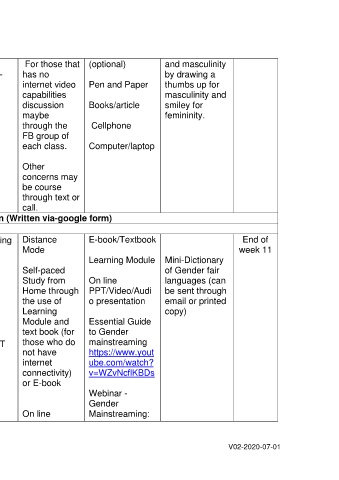 For those that
has no
internet video
capabilities
discussion
maybe
through the
FB group of
each class.
Other
concerns may
be course
through text or
call.
(optional)
Pen and Paper
Books/article
Cellphone
Computer/laptop
and masculinity
by drawing a
thumbs up for
masculinity and
smiley for
femininity.
n (Written via-google form)
ing
T
Distance
Mode
Self-paced
Study from
Home through
the use of
Learning
Module and
text book (for
those who do
not have
internet
connectivity)
or E-book
On line
E-book/Textbook
Learning Module
On line
PPT/Video/Audi
o presentation
Essential Guide
to Gender
mainstreaming
https://www.yout
ube.com/watch?
v=WZvNcflKBDs
Webinar -
Gender
Mainstreaming:
Mini-Dictionary
of Gender fair
languages (can
be sent through
email or printed
copy)
End of
week 11
V02-2020-07-01